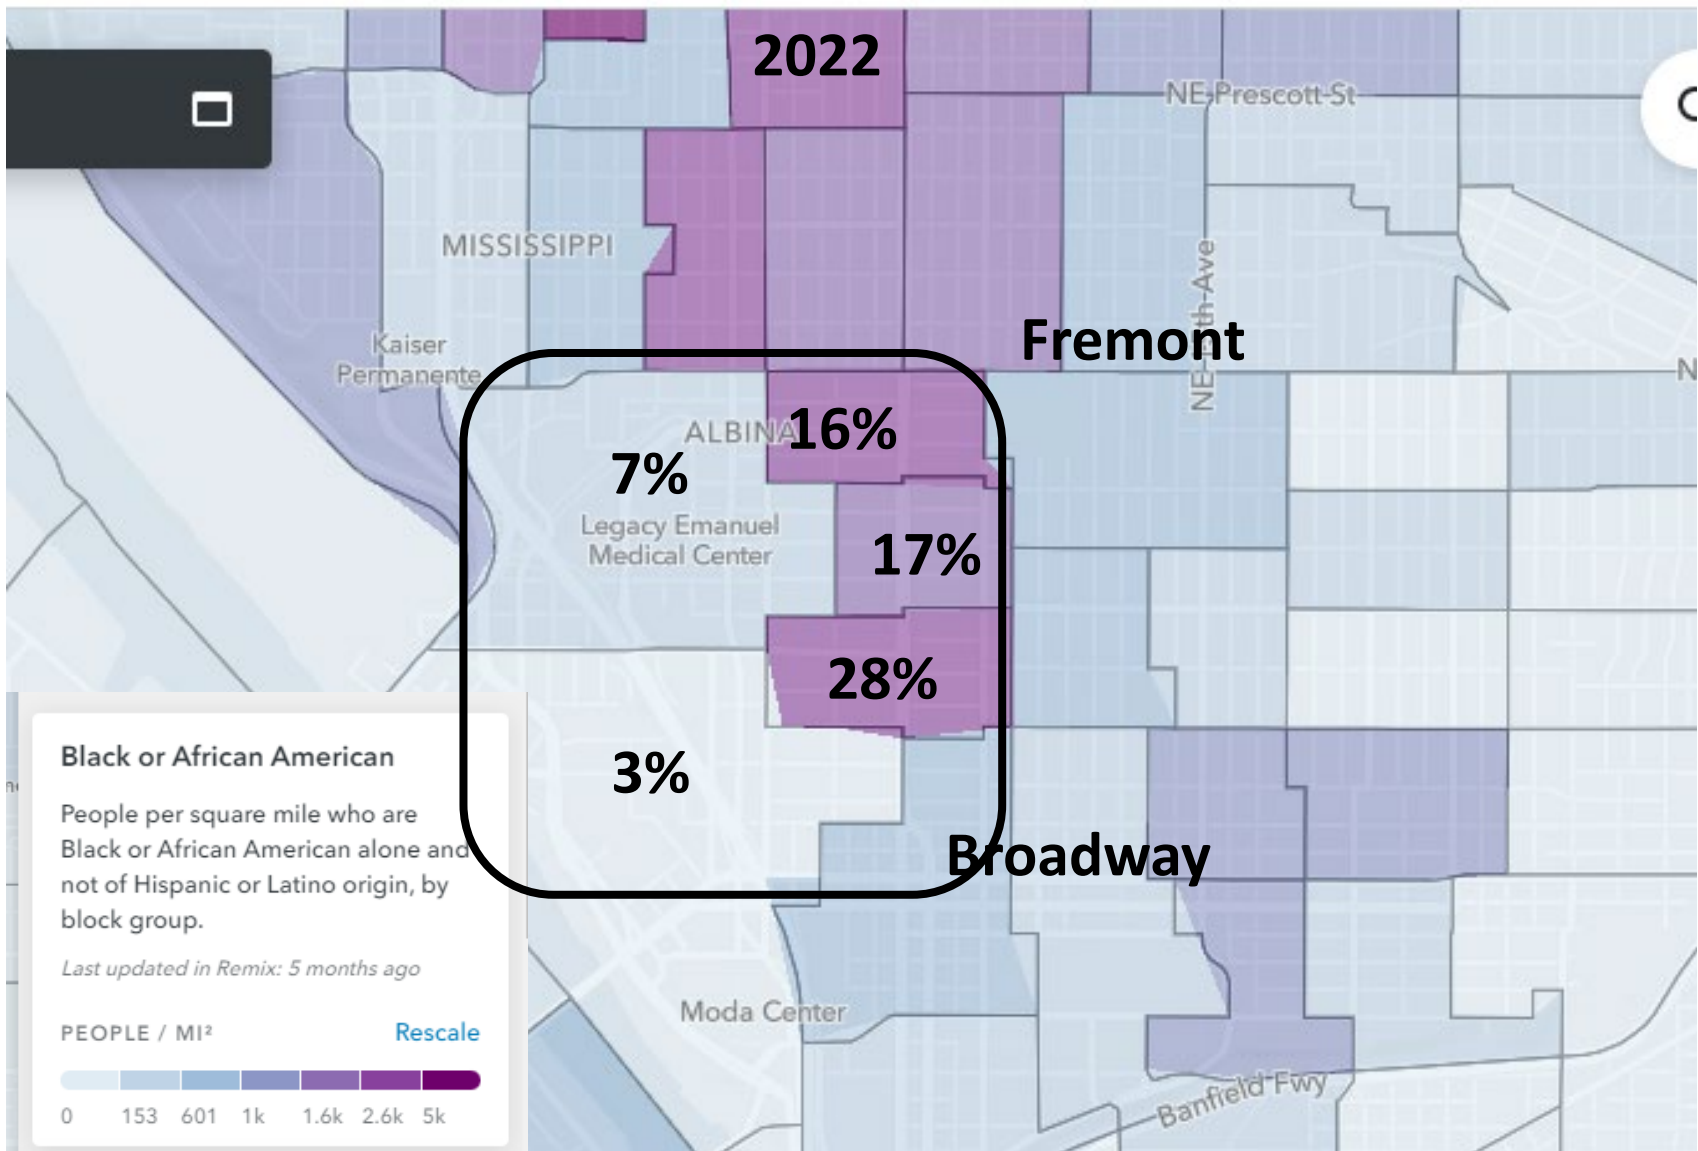 2022
NE Prescott St
MISSISSIPPI
NE 15th Ave
Fremont
Kaiser
Permanente
N
ALBINA
16%
7%
Legacy Emanuel
Medical Center
17%
28%
3%
Broadway
Black or African American
People per square mile who are
Black or African American alone and
not of Hispanic or Latino origin, by
block group.
Last updated in Remix: 5 months ago
PEOPLE / MI²
Rescale
0 153 601 1k 1.6k 2.6k 5k
Moda Center
Banfield Fwy